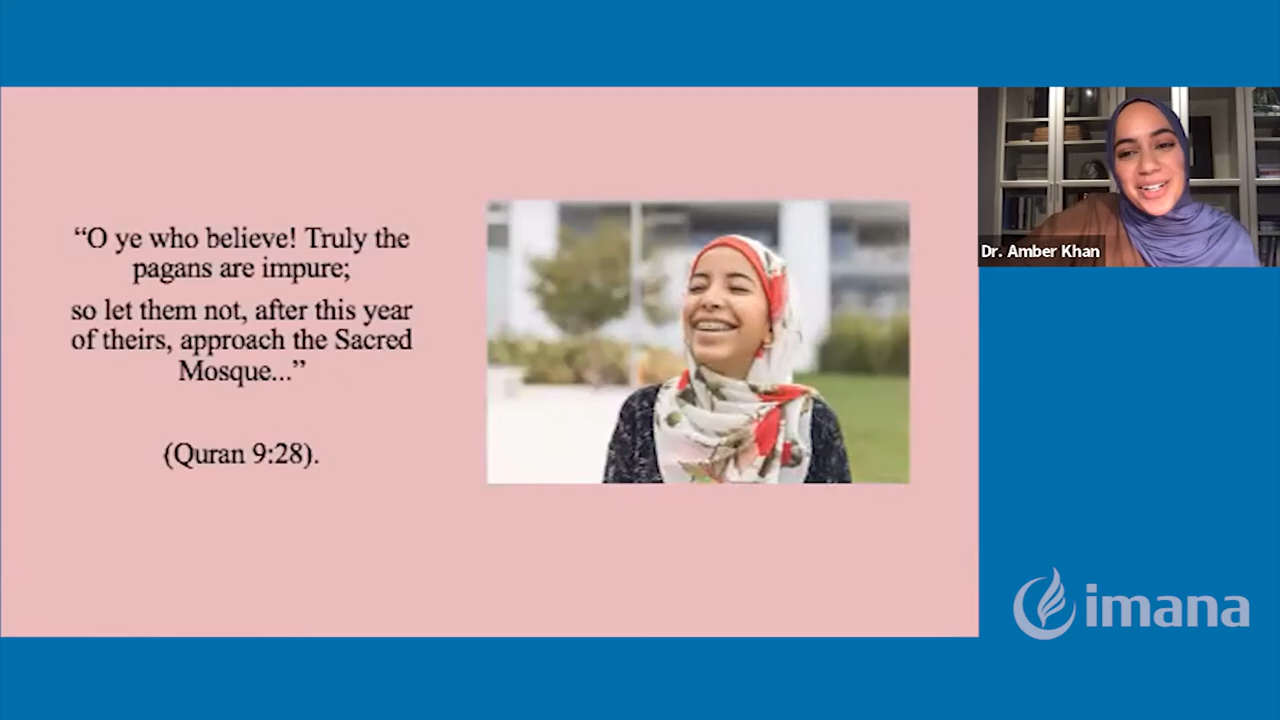 “O ye who believe! Truly the
pagans are impure;
so let them not, after this year
of theirs, approach the Sacred
Mosque...”
(Quran 9:28).
Dr. Amber Khan
imana